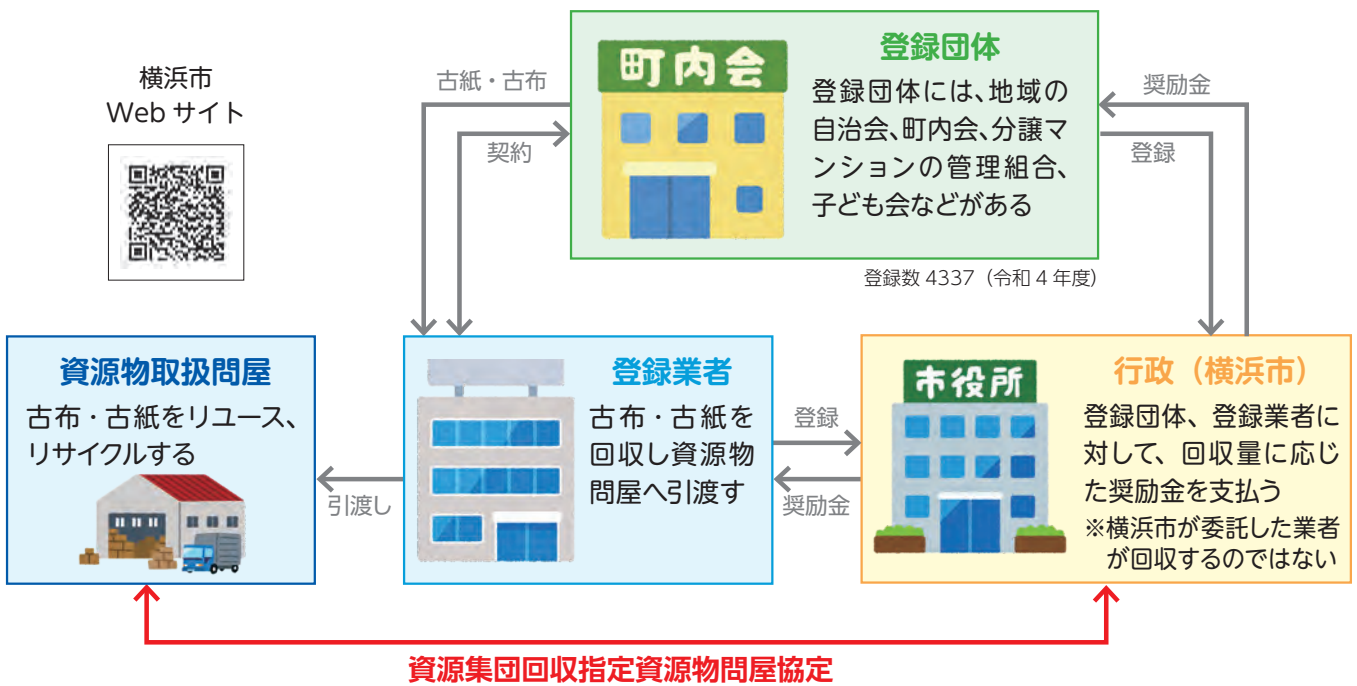 横浜市
Web サイト
古紙・古布
契約
町内会
登録団体
登録団体には、地域の
自治会、町内会、分譲マ
ンションの管理組合、
子ども会などがある
登録数 4337（令和 4 年度）
奨励金
登録
資源物取扱問屋
古布・古紙をリユース、
リサイクルする
引渡し
登録業者
古布・古紙を
回収し資源物
問屋へ引渡す
登録
奨励金
市役所
行政（横浜市）
登録団体、登録業者に
対して、回収量に応じ
た奨励金を支払う
※横浜市が委託した業者
が回収するのではない
資源集団回収指定資源物問屋協定